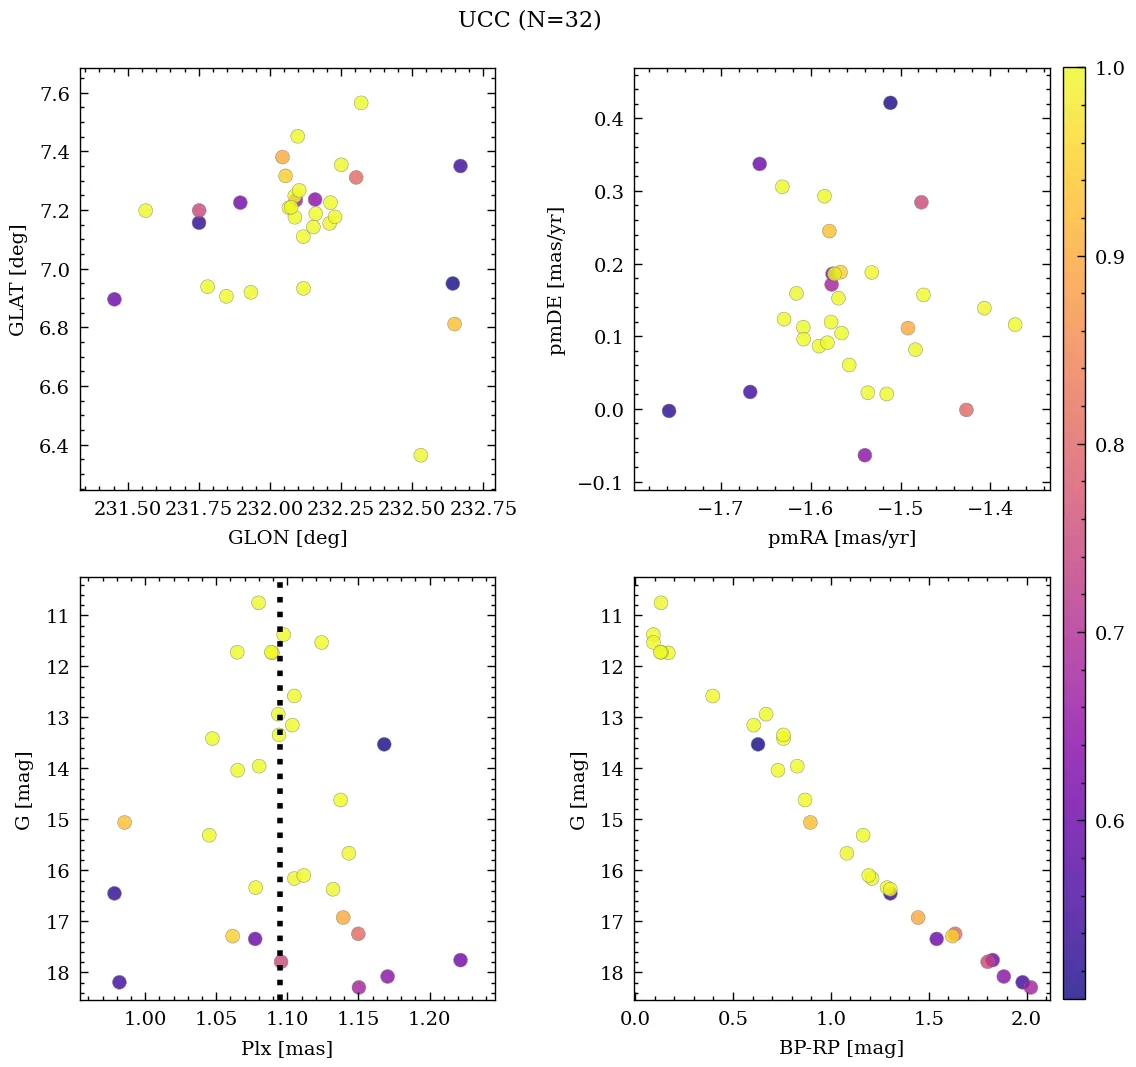 UCC (N=32)
7.6
7.4
7.2
7.0
6.8
6.6
6.4
GLAT [deg]
231.50 231.75 232.00 232.25 232.50 232.75
GLON [deg]
0.4
0.3
0.2
0.1
0.0
−0.1
pmDE [mas/yr]
−1.7 −1.6 −1.5 −1.4
pmRA [mas/yr]
11
12
13
14
15
16
17
18
G [mag]
1.00 1.05 1.10 1.15 1.20
Plx [mas]
11
12
13
14
15
16
17
18
G [mag]
0.0 0.5 1.0 1.5 2.0
BP-RP [mag]
1.0
0.9
0.8
0.7
0.6